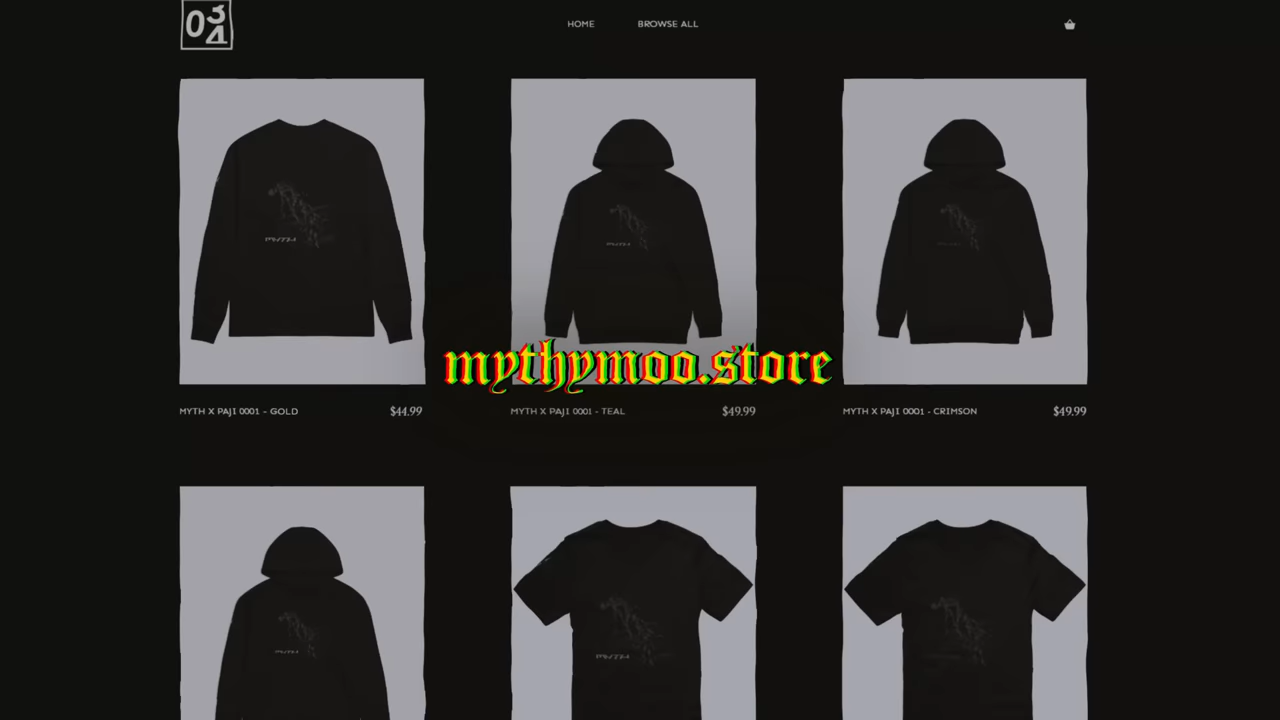 034
HOME BROWSE ALL
mythymoo.store
MYTH X PAJI 0001 - GOLD $44.99
MYTH X PAJI 0001 - TEAL $49.99
MYTH X PAJI 0001 - CRIMSON $49.99